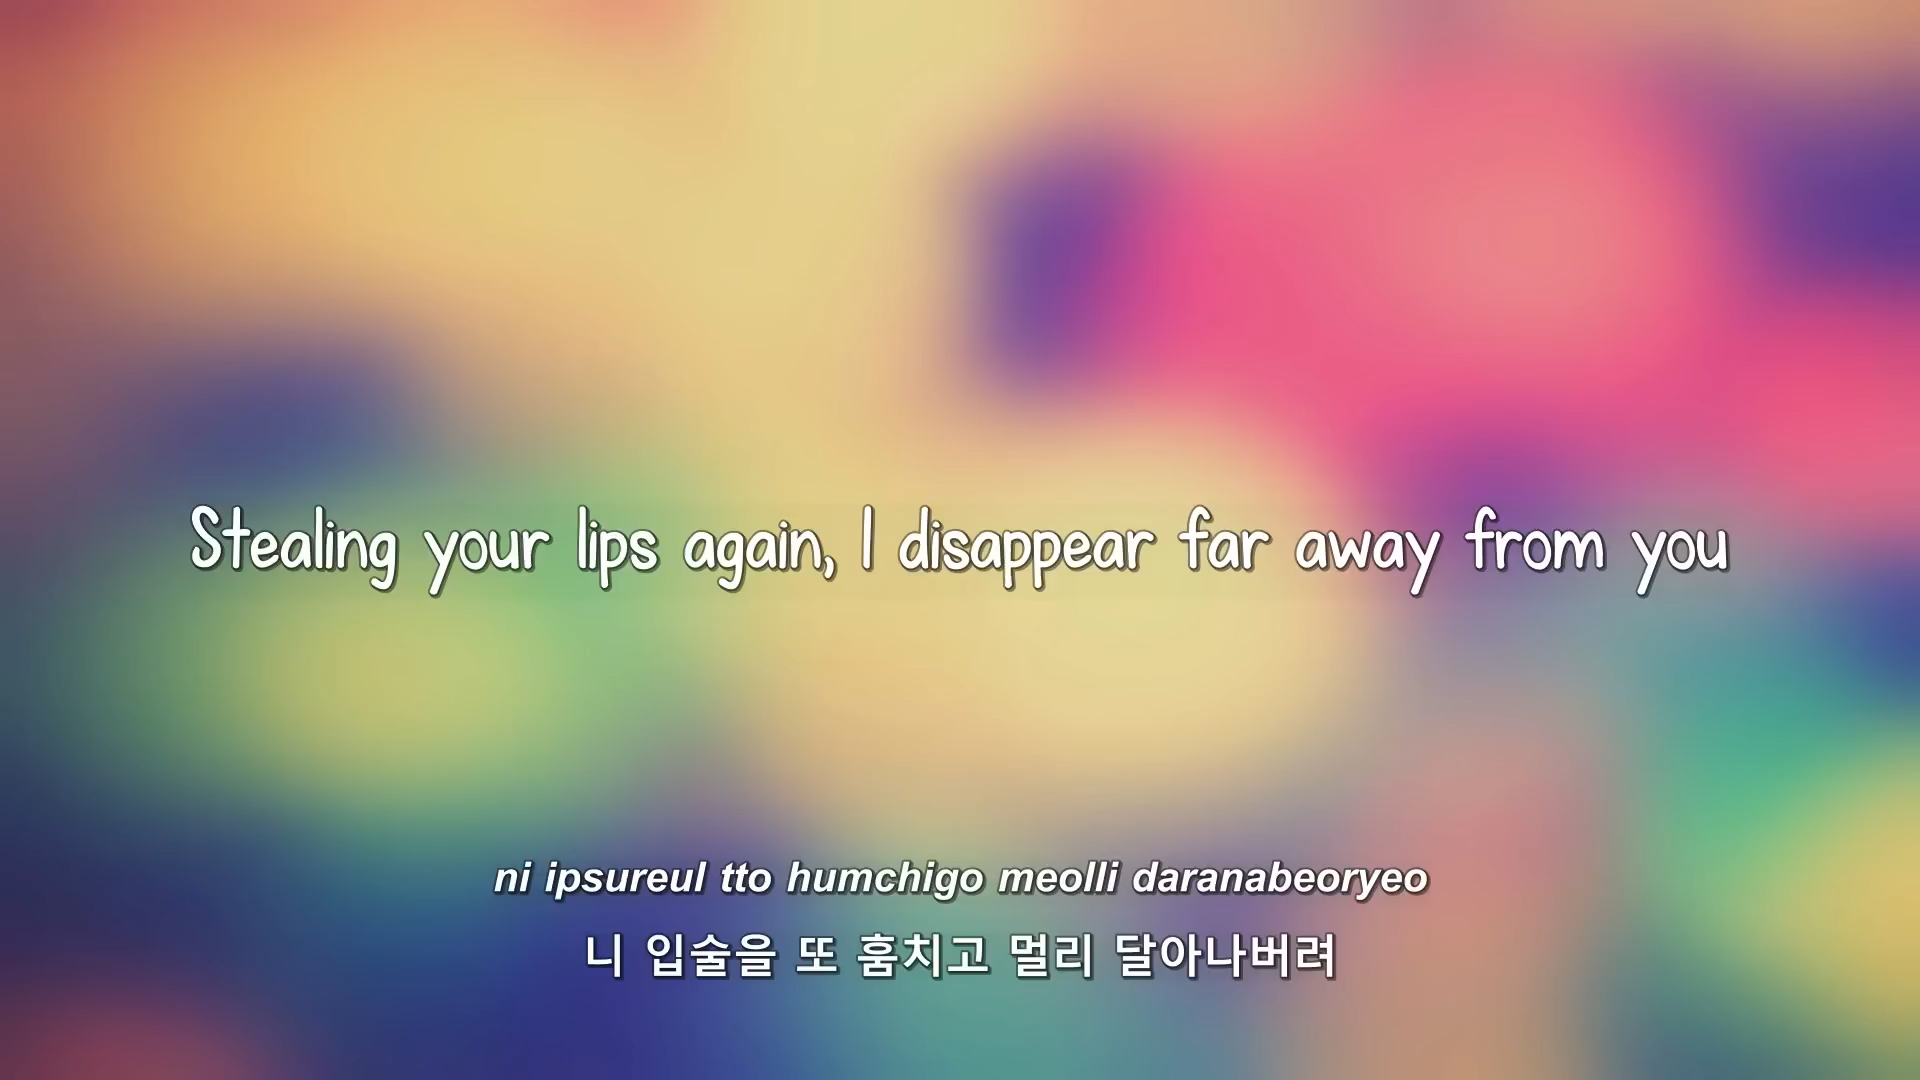 Stealing your lips again, I disappear far away from you
ni ipsureul tto humchigo meolli daranabeoryeo
니 입술을 또 훔치고 멀리 달아나버려